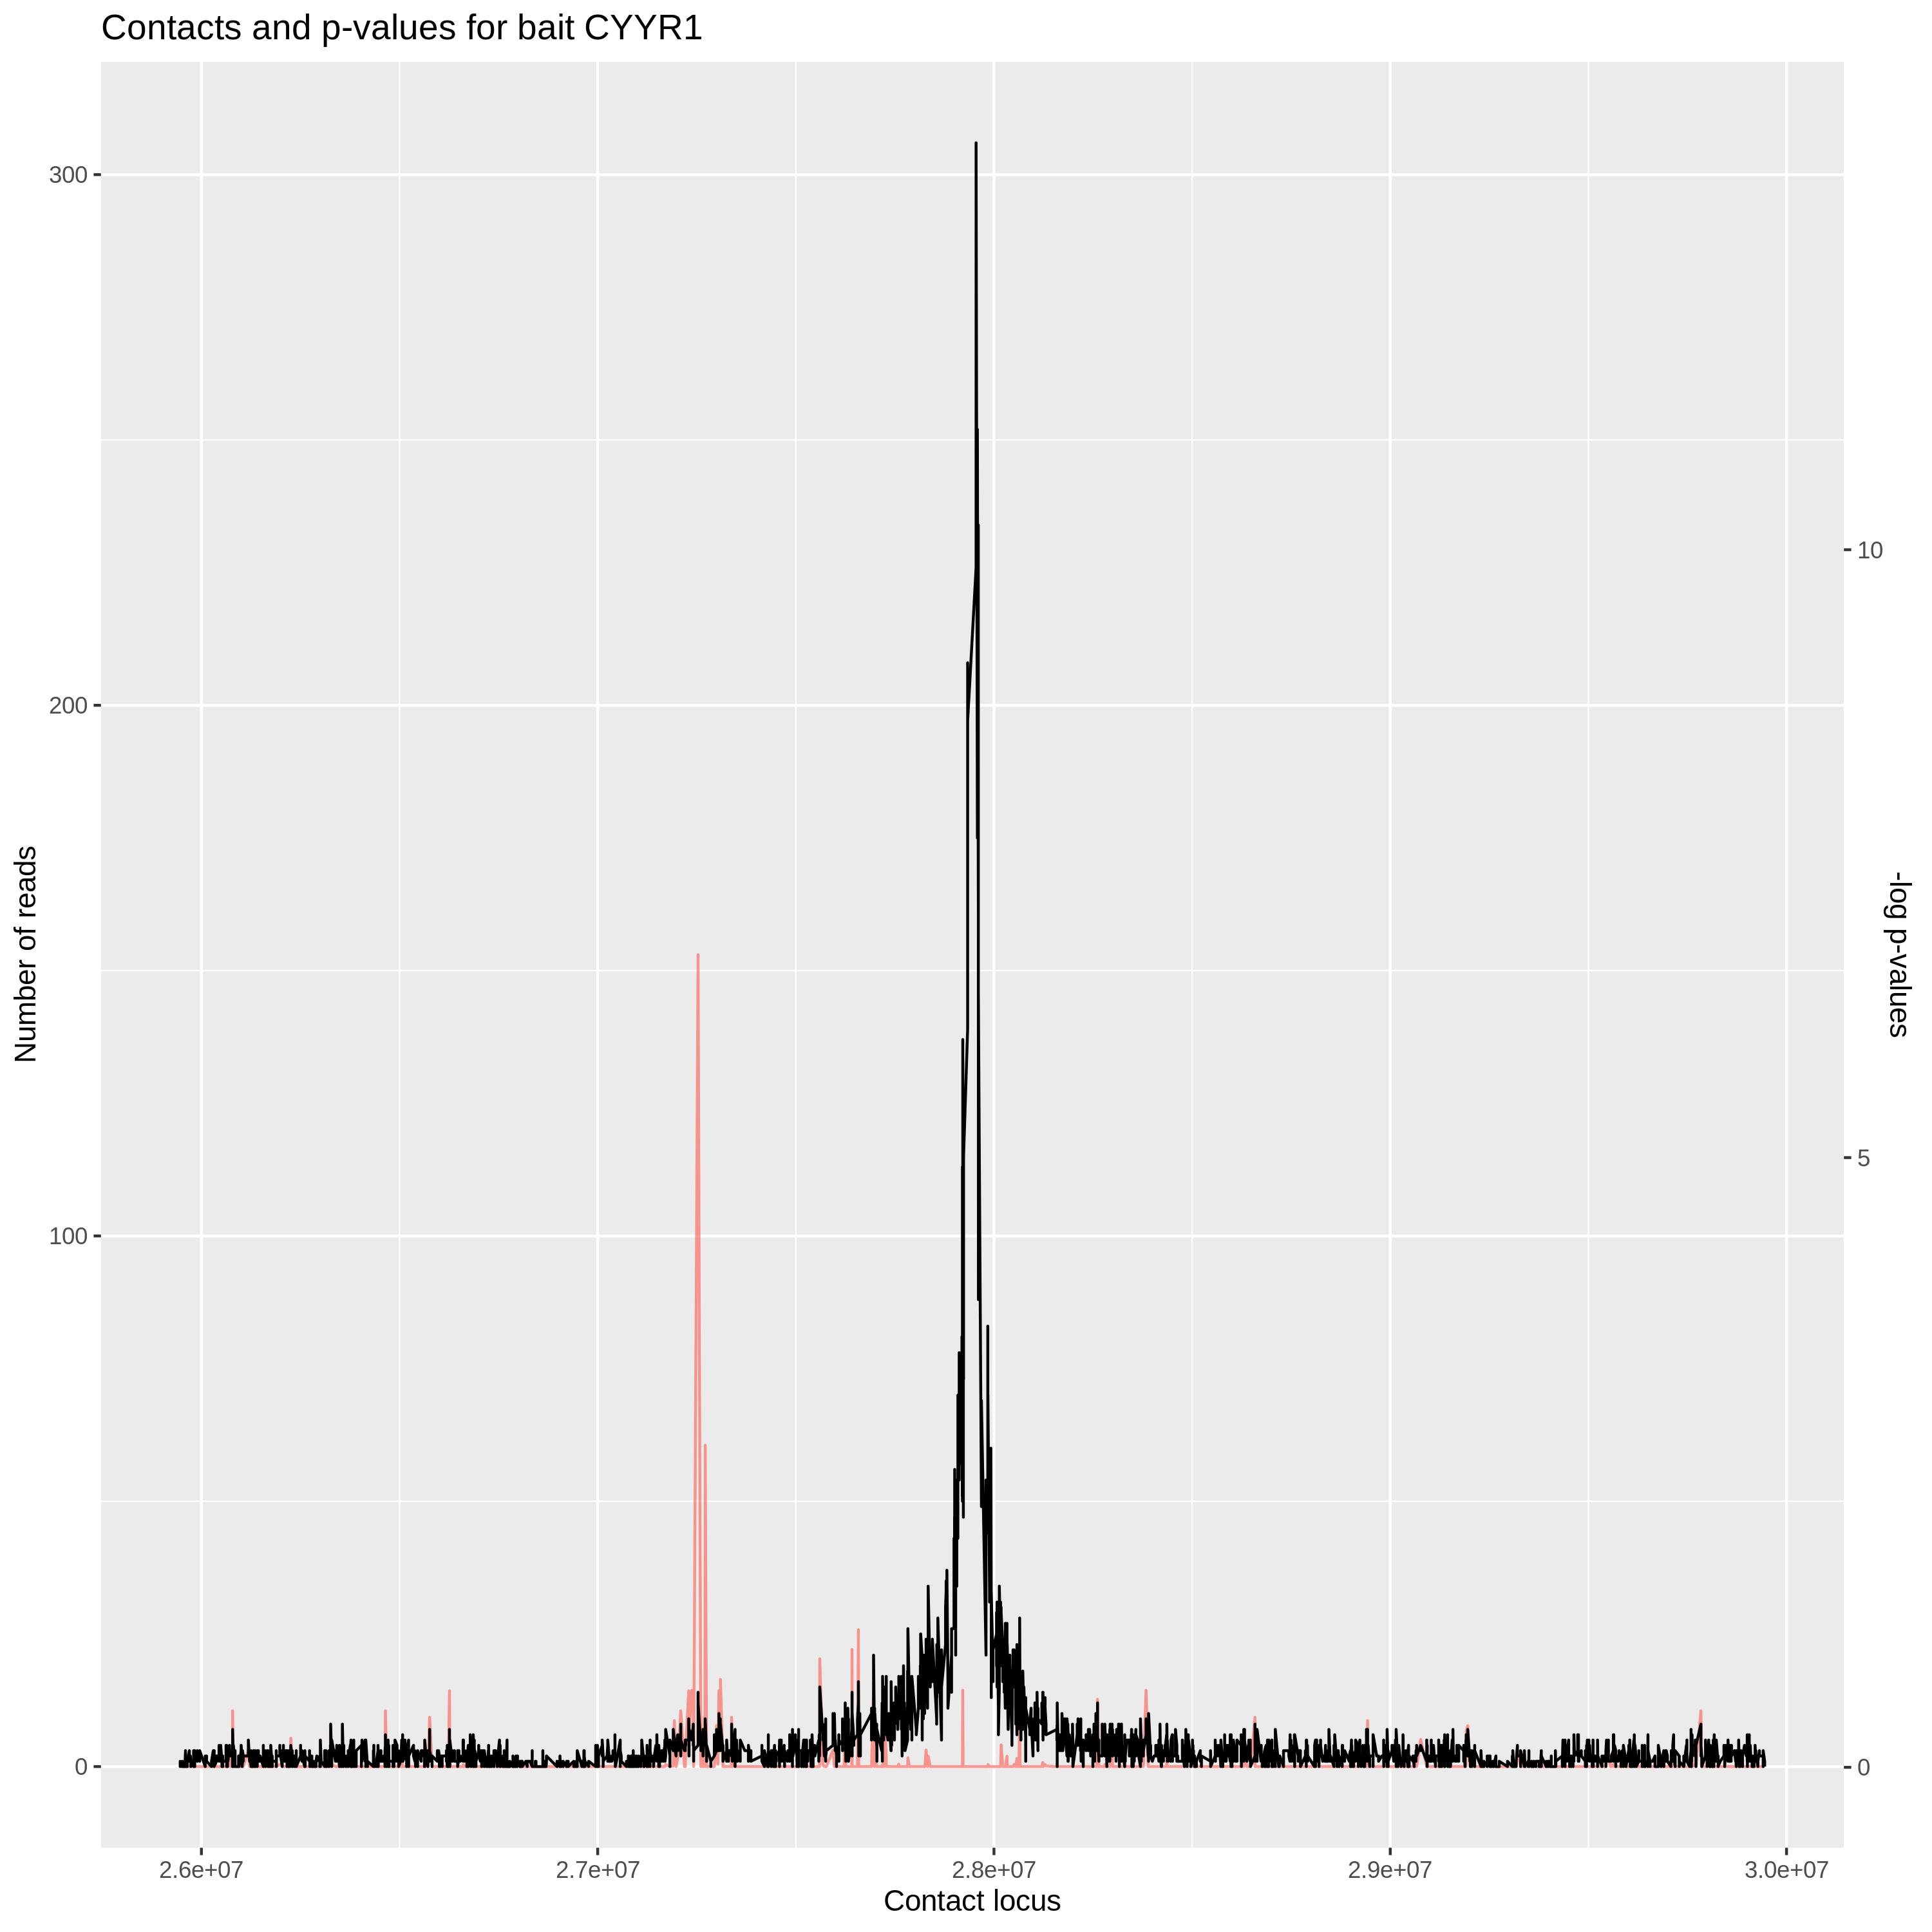 Contacts and p-values for bait CYYR1
300
200
100
0
Number of reads
10
5
0
-log p-values
2.6e+07
2.7e+07
2.8e+07
2.9e+07
3.0e+07
Contact locus